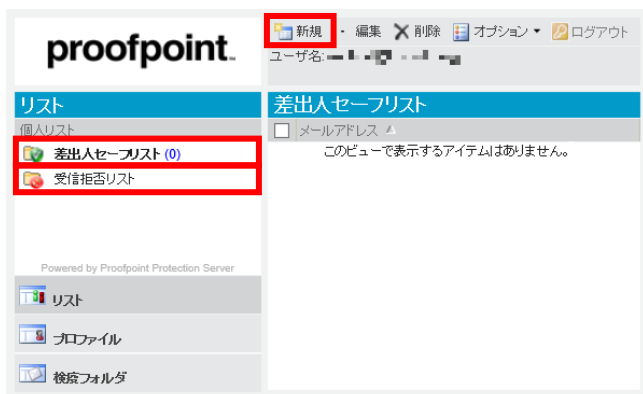 proofpoint.
新規 ・ 編集 削除 オプション ログアウト
ユーザ名:
リスト
個人リスト
差出人セーフリスト (0)
受信拒否リスト
Powered by Proofpoint Protection Server
リスト
プロファイル
検疫フォルダ
差出人セーフリスト
メールアドレス
このビューで表示するアイテムはありません。